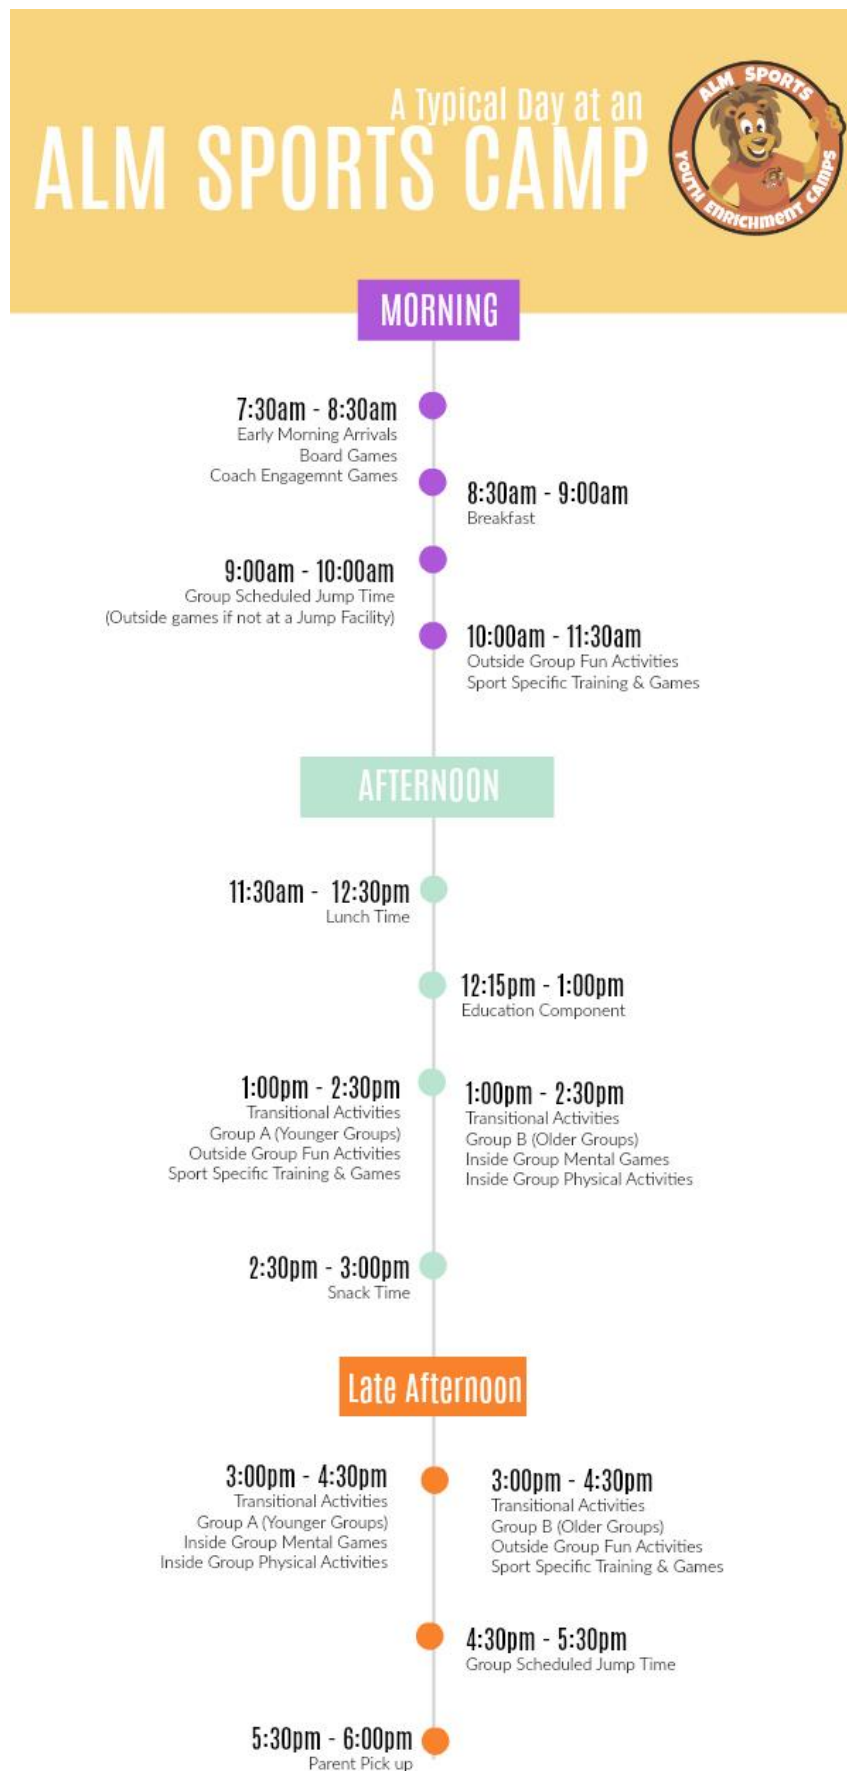 A Typical Day at an
ALM SPORTS CAMP
ALM SPORTS
YOUTH ENRICHMENT CAMPS
MORNING
7:30am - 8:30am
Early Morning Arrivals
Board Games
Coach Engagemnt Games
8:30am - 9:00am
Breakfast
9:00am - 10:00am
Group Scheduled Jump Time
(Outside games if not at a Jump Facility)
10:00am - 11:30am
Outside Group Fun Activities
Sport Specific Training & Games
AFTERNOON
11:30am - 12:30pm
Lunch Time
12:15pm - 1:00pm
Education Component
1:00pm - 2:30pm
Transitional Activities
Group A (Younger Groups)
Outside Group Fun Activities
Sport Specific Training & Games
1:00pm - 2:30pm
Transitional Activities
Group B (Older Groups)
Inside Group Mental Games
Inside Group Physical Activities
2:30pm - 3:00pm
Snack Time
Late Afternoon
3:00pm - 4:30pm
Transitional Activities
Group A (Younger Groups)
Inside Group Mental Games
Inside Group Physical Activities
3:00pm - 4:30pm
Transitional Activities
Group B (Older Groups)
Outside Group Fun Activities
Sport Specific Training & Games
4:30pm - 5:30pm
Group Scheduled Jump Time
5:30pm - 6:00pm
Parent Pick up